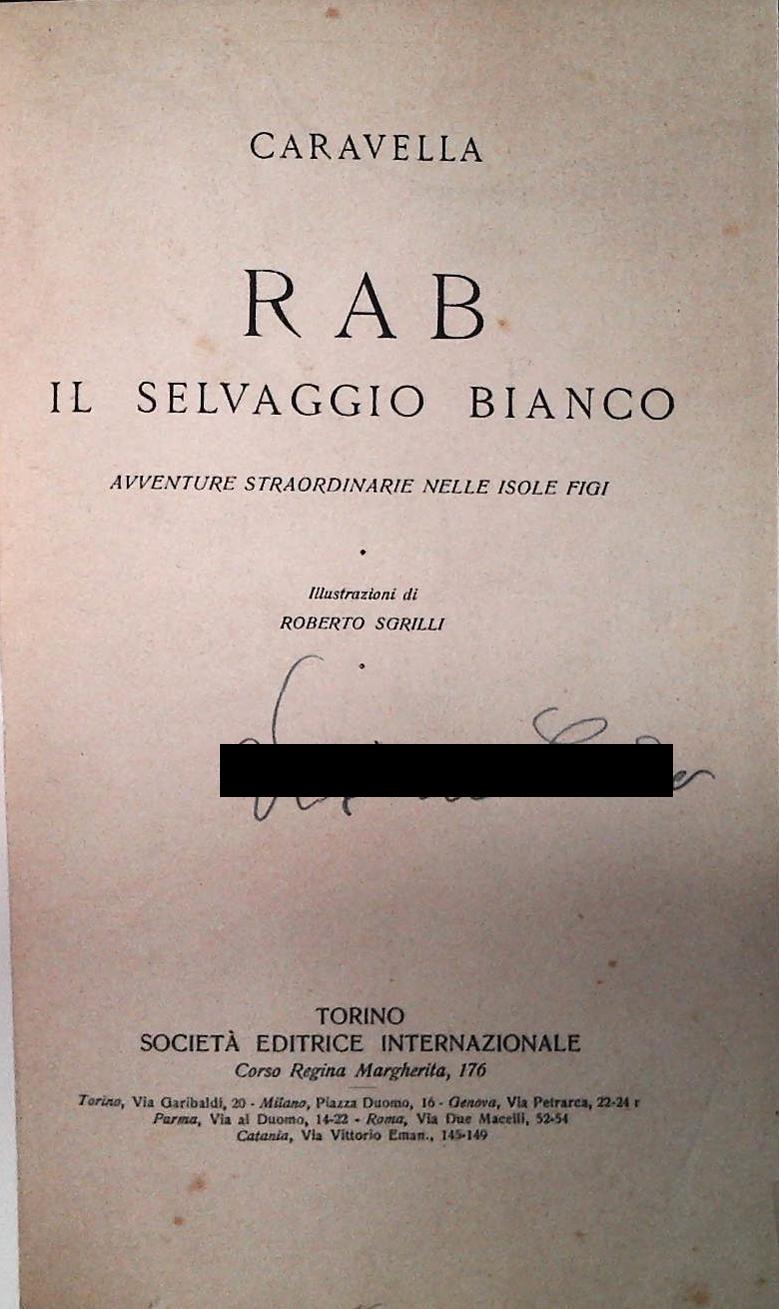 CARAVELLA
RAB
IL SELVAGGIO BIANCO
AVVENTURE STRAORDINARIE NELLE ISOLE FIGI
Illustrazioni di
ROBERTO SGRILLI
TORINO
SOCIETÀ EDITRICE INTERNAZIONALE
Corso Regina Margherita, 176
Torino, Via Garibaldi, 20 - Milano, Piazza Duomo, 16 - Genova, Via Petrarca, 22-24 r
Parma, Via al Duomo, 14-22 - Roma, Via Due Macelli, 52-54
Catania, Via Vittorio Eman., 145-149